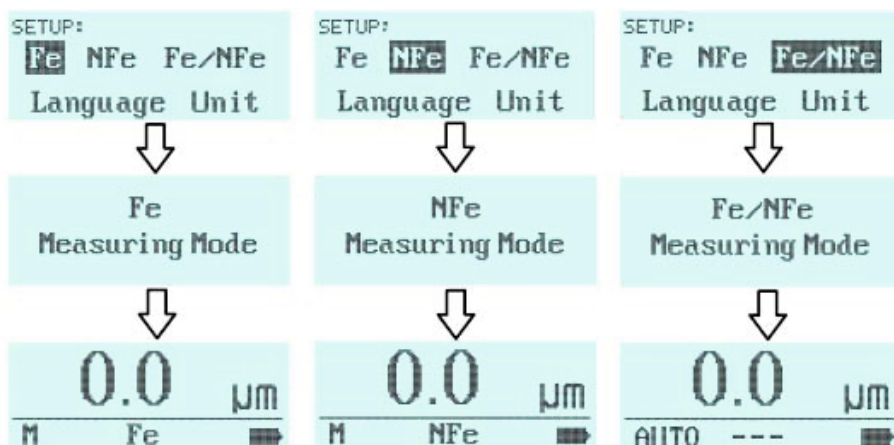 SETUP:
Fe NFe Fe/NFe
Language Unit
Fe
Measuring Mode
0.0 µm
M Fe
SETUP:
Fe NFe Fe/NFe
Language Unit
NFe
Measuring Mode
0.0 µm
M NFe
SETUP:
Fe NFe Fe/NFe
Language Unit
Fe/NFe
Measuring Mode
0.0 µm
AUTO ---